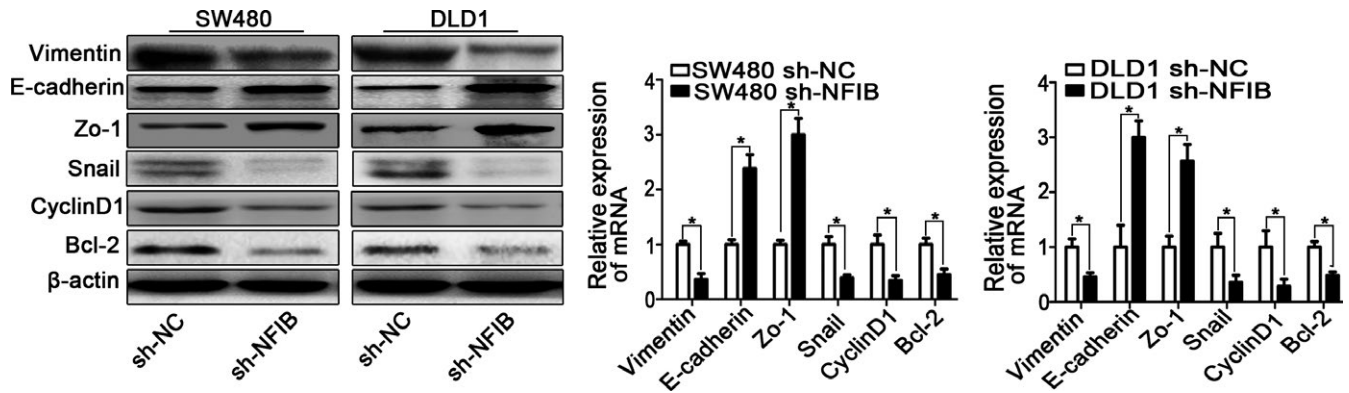 SW480
DLD1
Vimentin
E-cadherin
Zo-1
Snail
CyclinD1
Bcl-2
β-actin
sh-NC
sh-NFIB
sh-NC
sh-NFIB
SW480 sh-NC
SW480 sh-NFIB
Relative expression
of mRNA
4
3
2
1
0
* * * * * *
Vimentin
E-cadherin
Zo-1
Snail
CyclinD1
Bcl-2
DLD1 sh-NC
DLD1 sh-NFIB
Relative expression
of mRNA
4
3
2
1
0
* * * * * *
Vimentin
E-cadherin
Zo-1
Snail
CyclinD1
Bcl-2